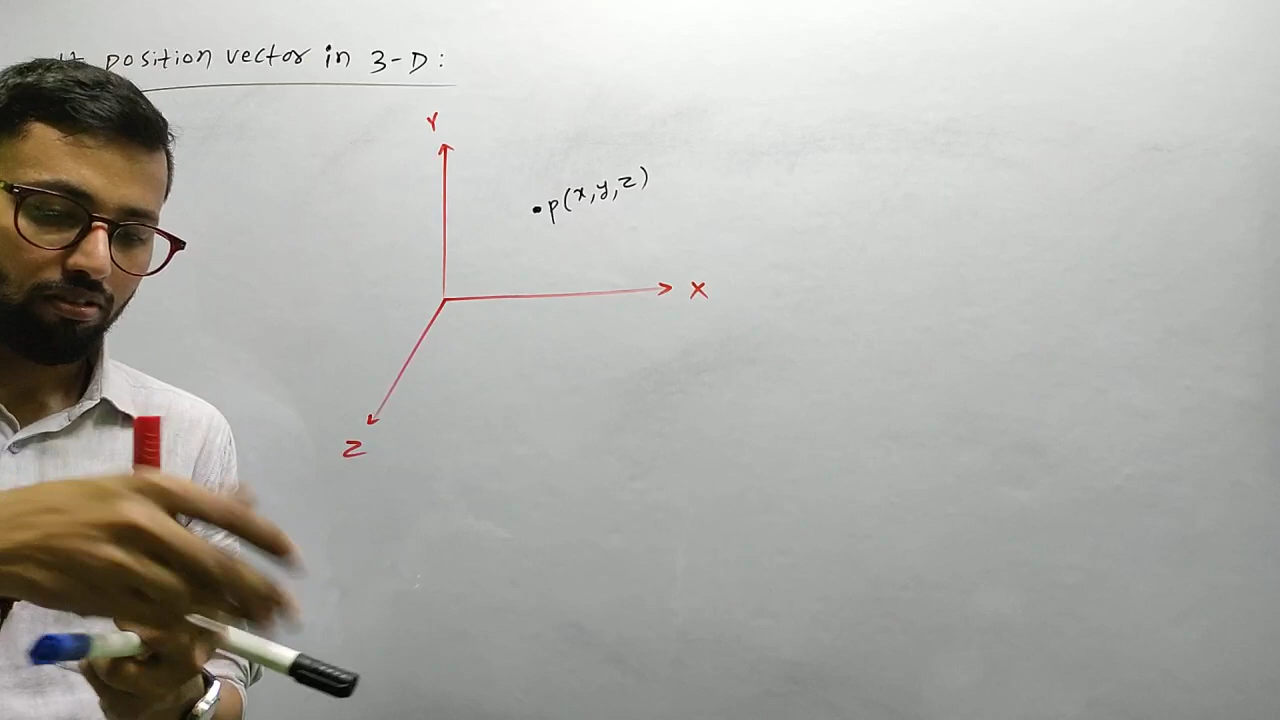 position vector in 3-D:
Y
P(x,y,z)
X
Z